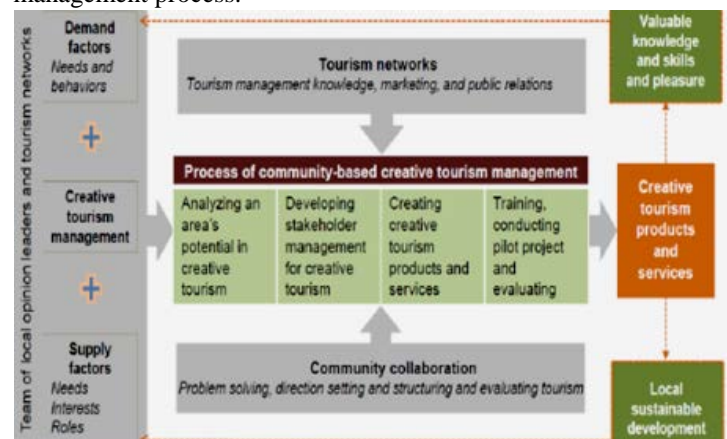 management process.
Team of local opinion leaders and tourism networks
Demand
factors
Needs and
behaviors
+
Creative
tourism
management
+
Supply
factors
Needs
Interests
Roles
Tourism networks
Tourism management knowledge, marketing, and public relations
Process of community-based creative tourism management
Analyzing an
area's
potential in
creative
tourism
Developing
stakeholder
management
for creative
tourism
Creating
creative
tourism
products and
services
Training,
conducting
pilot project
and
evaluating
Community collaboration
Problem solving, direction setting and structuring and evaluating tourism
Valuable
knowledge
and skills
and pleasure
Creative
tourism
products
and
services
Local
sustainable
development